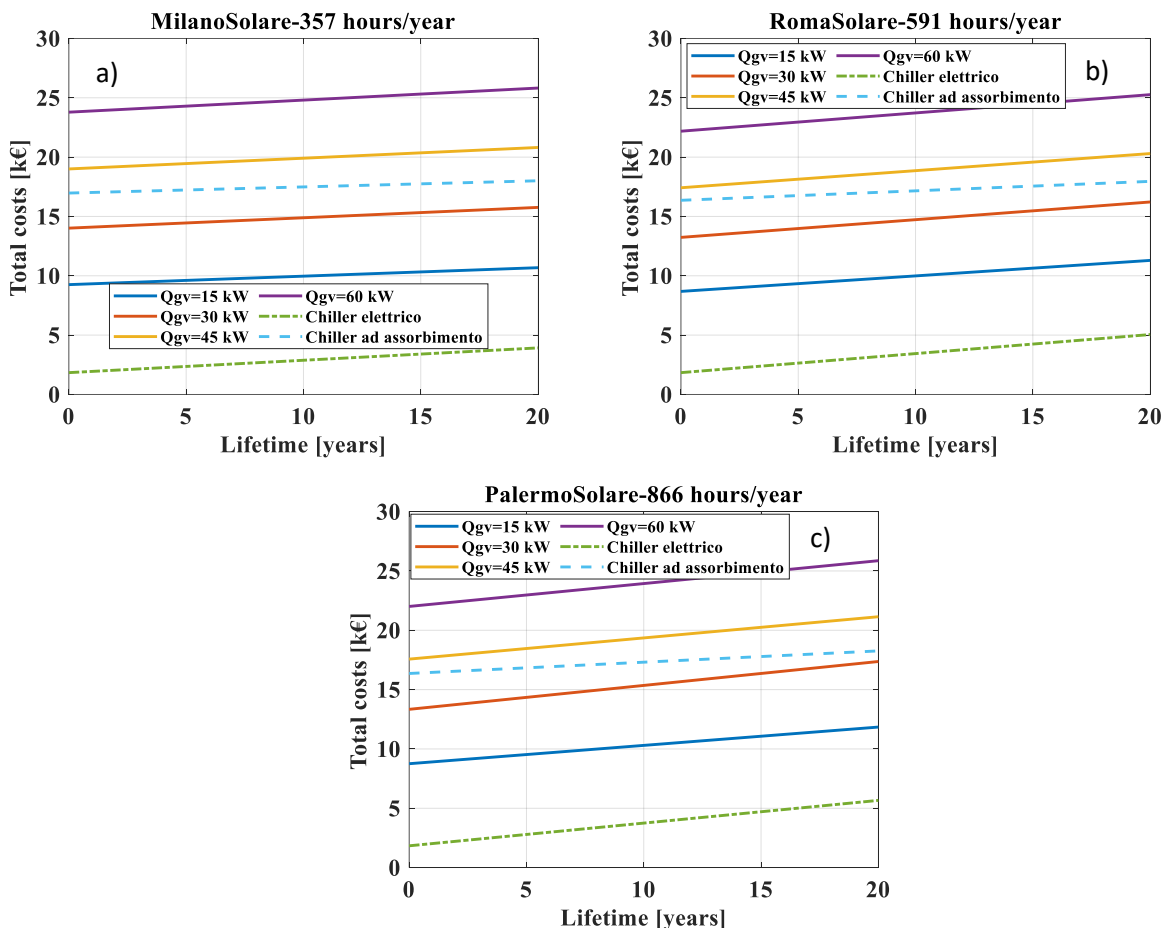 MilanoSolare-357 hours/year
a)
Total costs [k€]
30
25
20
15
10
5
0
Qgv=15 kW Qgv=60 kW
Qgv=30 kW Chiller elettrico
Qgv=45 kW Chiller ad assorbimento
0 5 10 15 20
Lifetime [years]
RomaSolare-591 hours/year
b)
Total costs [k€]
30
25
20
15
10
5
0
Qgv=15 kW Qgv=60 kW
Qgv=30 kW Chiller elettrico
Qgv=45 kW Chiller ad assorbimento
0 5 10 15 20
Lifetime [years]
PalermoSolare-866 hours/year
c)
Total costs [k€]
30
25
20
15
10
5
0
Qgv=15 kW Qgv=60 kW
Qgv=30 kW Chiller elettrico
Qgv=45 kW Chiller ad assorbimento
0 5 10 15 20
Lifetime [years]